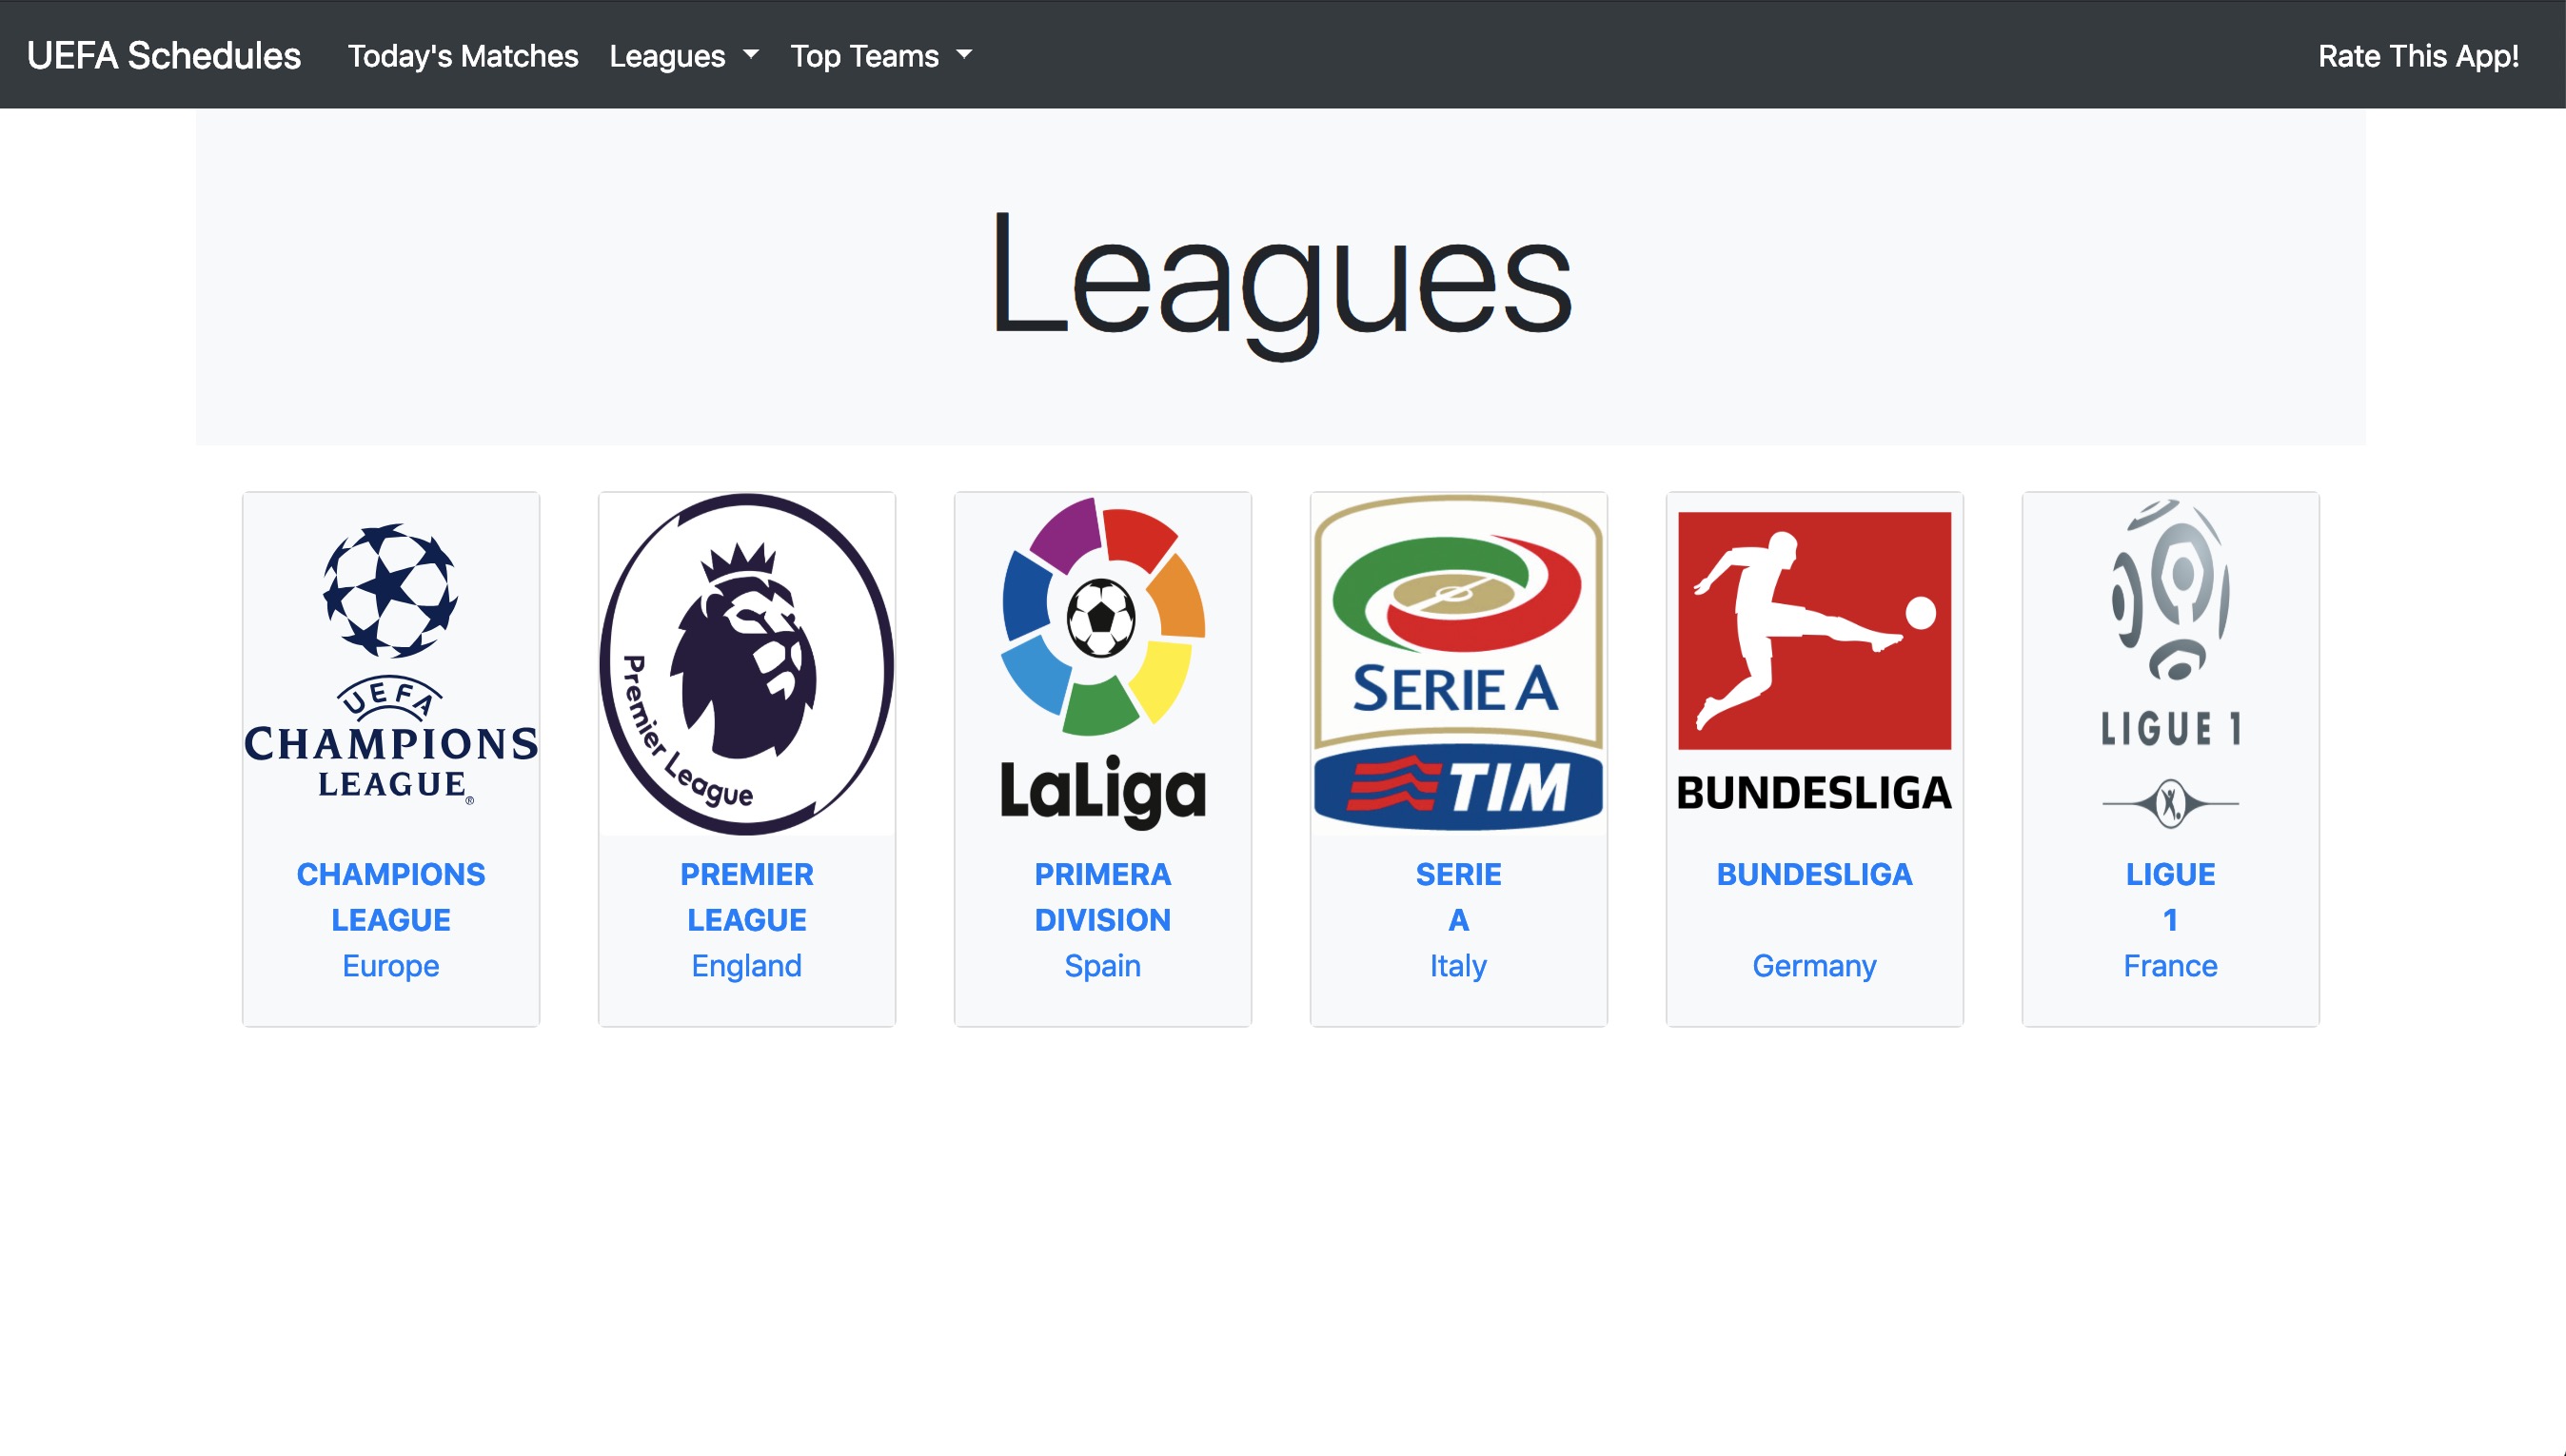 UEFA Schedules Today's Matches Leagues Top Teams Rate This App!
Leagues
UEFA
CHAMPIONS
LEAGUE®
CHAMPIONS
LEAGUE
Europe
Premier League
PREMIER
LEAGUE
England
LaLiga
PRIMERA
DIVISION
Spain
SERIE A
TIM
SERIE
A
Italy
BUNDESLIGA
BUNDESLIGA
Germany
LIGUE 1
LIGUE
1
France